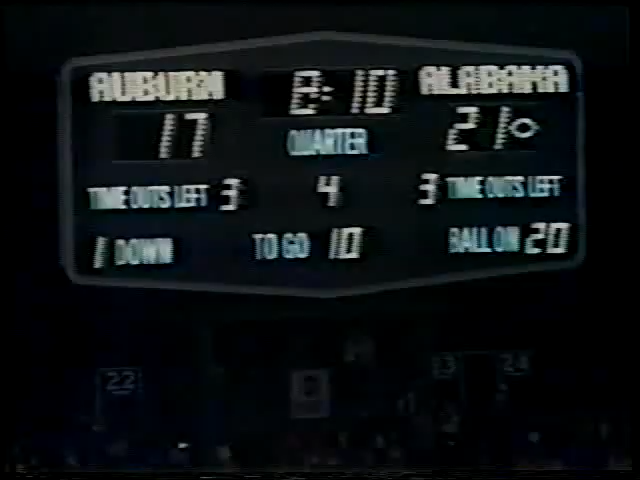 AUBURN 8:10 ALABAMA
17 QUARTER 21
TIME OUTS LEFT 3 4 3 TIME OUTS LEFT
1 DOWN TO GO 10 BALL ON 20
22 13 24